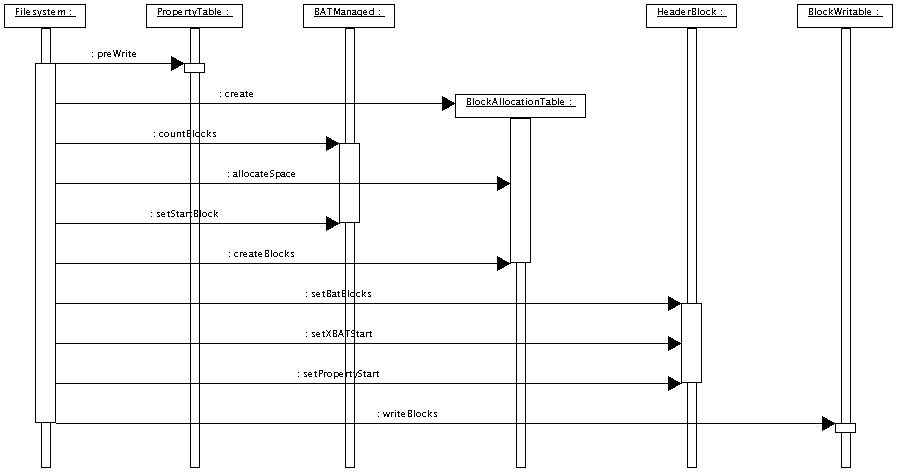 Filesystem :
PropertyTable :
BATManaged :
HeaderBlock :
BlockWritable :
: preWrite
: create
BlockAllocationTable :
: countBlocks
: allocateSpace
: setStartBlock
: createBlocks
: setBatBlocks
: setXBATStart
: setPropertyStart
: writeBlocks